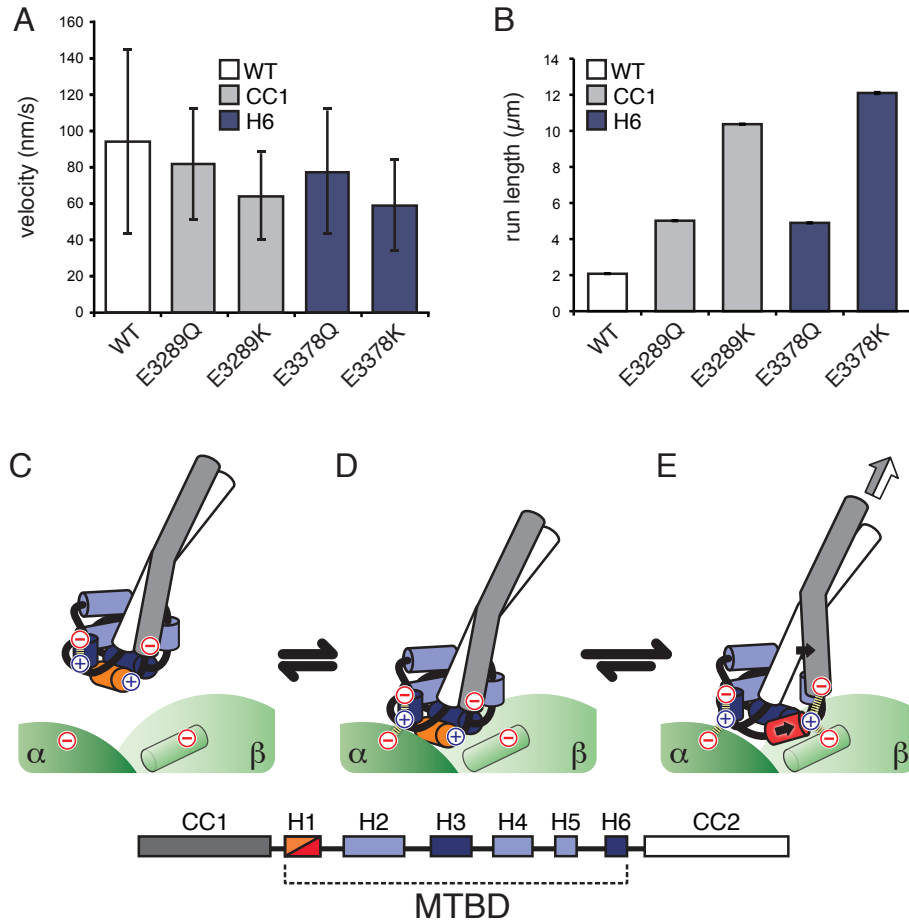 A
velocity (nm/s)
160
140
120
100
80
60
40
20
0
WT
CC1
H6
WT
E3289Q
E3289K
E3378Q
E3378K
B
run length (µm)
14
12
10
8
6
4
2
0
WT
CC1
H6
WT
E3289Q
E3289K
E3378Q
E3378K
C
D
E
− + − + − α − β
− + − + − α − β
− + − + − α − β
CC1 H1 H2 H3 H4 H5 H6 CC2
MTBD